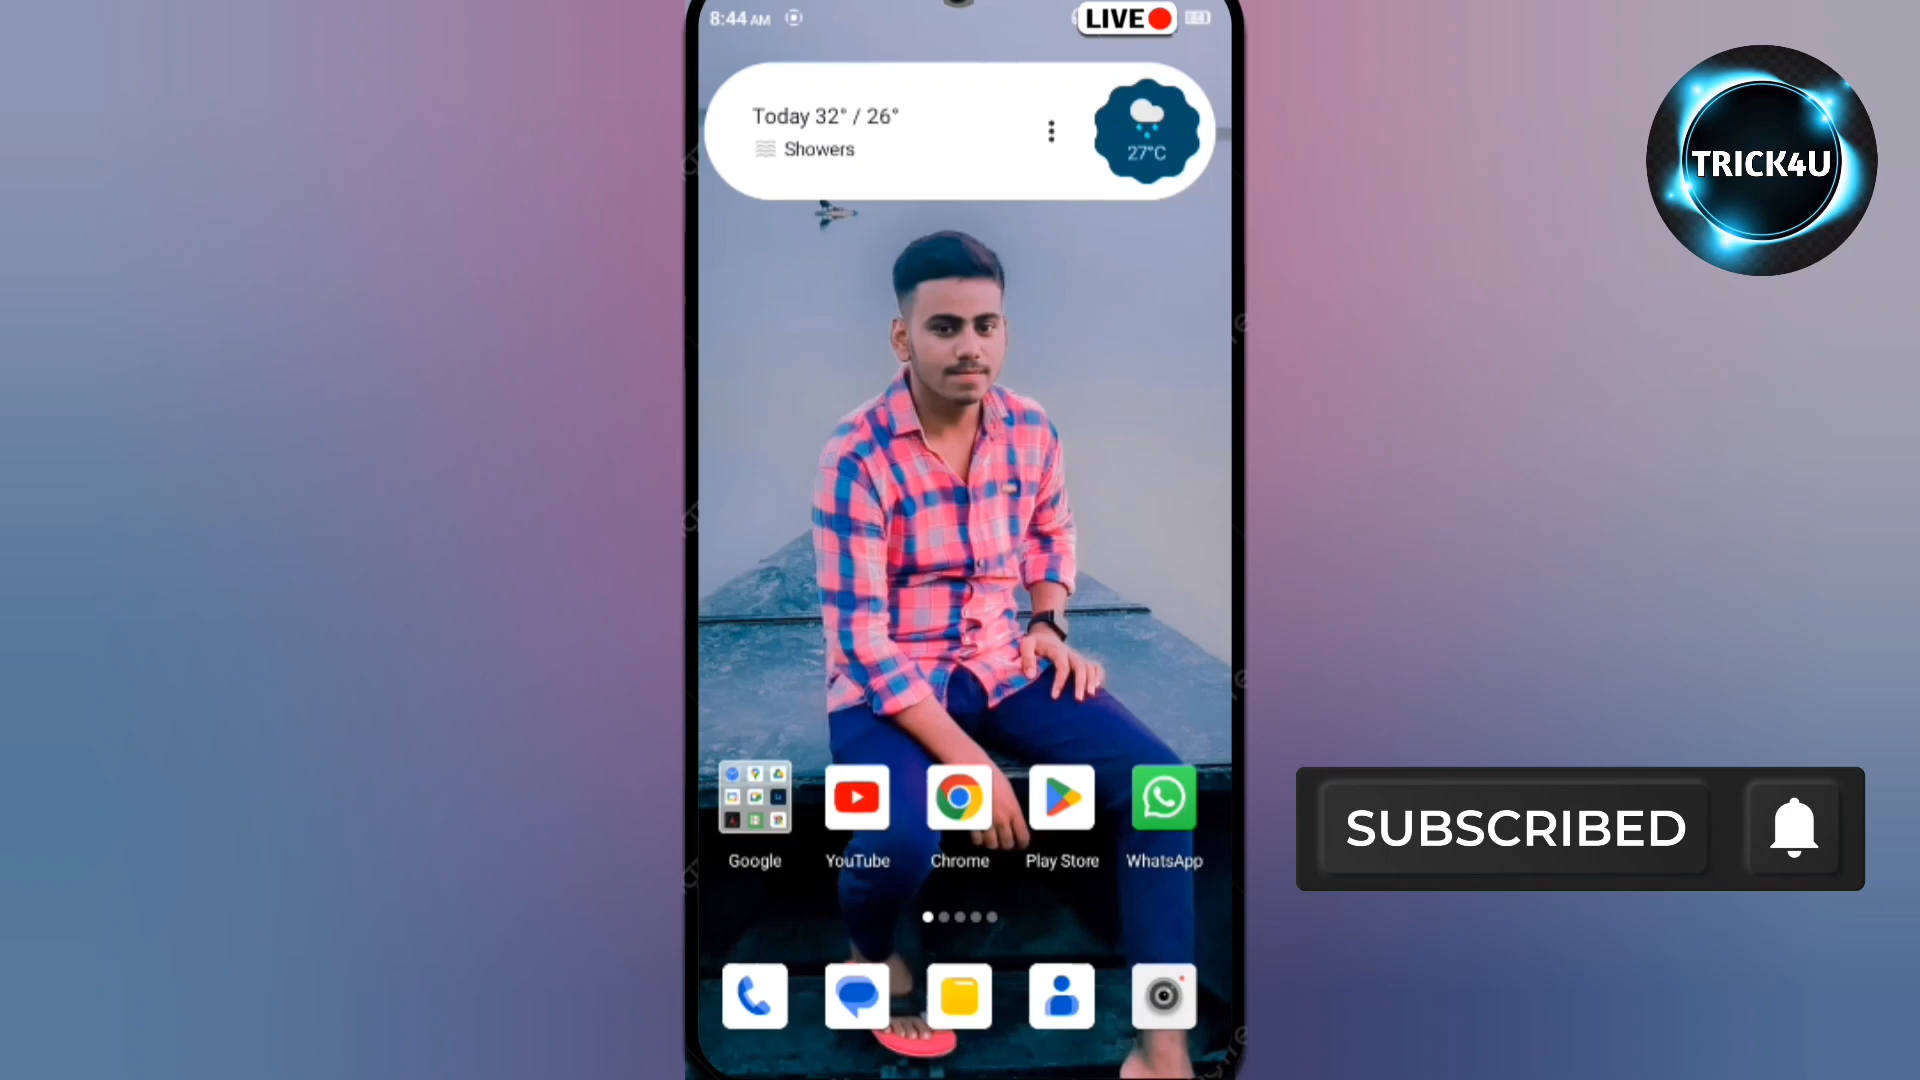 8:44 AM
LIVE
Today 32° / 26°
Showers
27°C
TRICK4U
Google
YouTube
Chrome
Play Store
WhatsApp
SUBSCRIBED